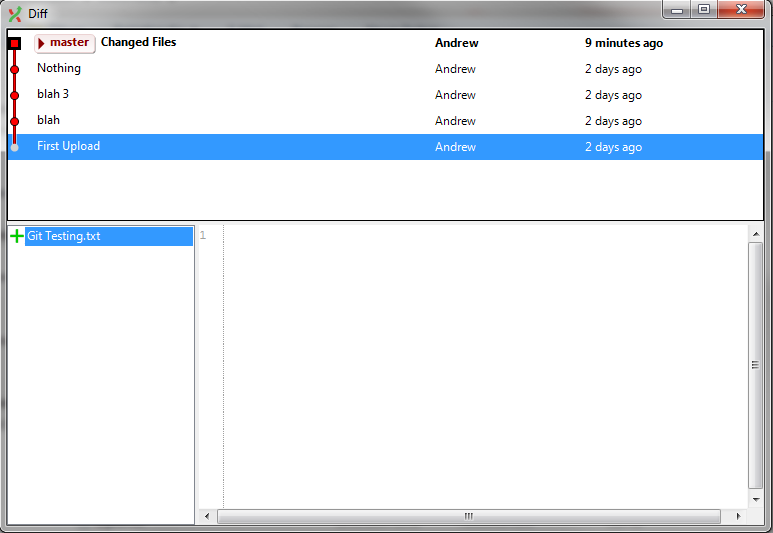 Diff
master Changed Files Andrew 9 minutes ago
Nothing Andrew 2 days ago
blah 3 Andrew 2 days ago
blah Andrew 2 days ago
First Upload Andrew 2 days ago
Git Testing.txt
1